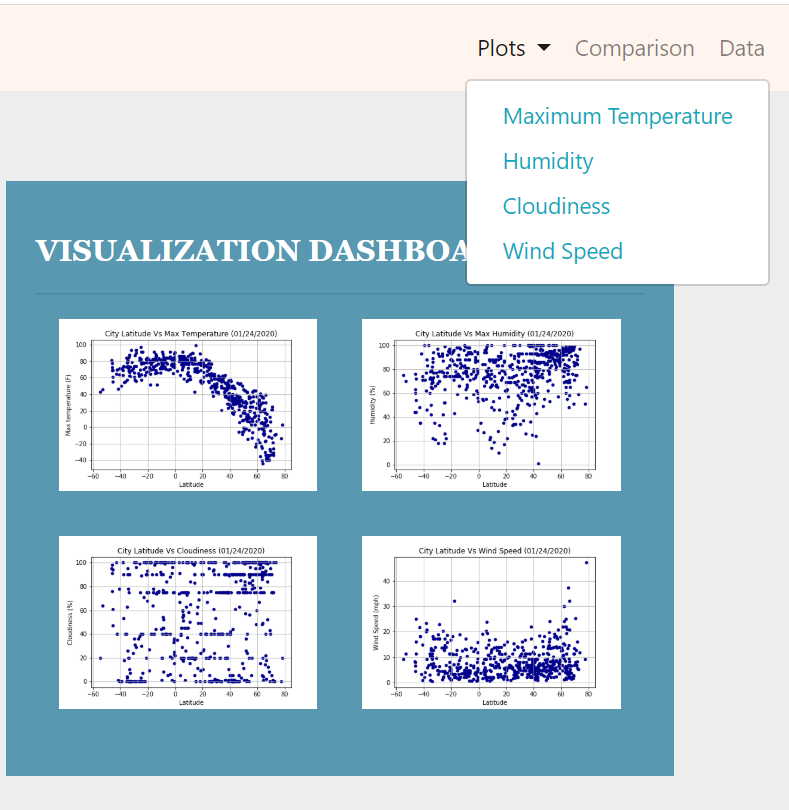 Plots Comparison Data
Maximum Temperature
Humidity
Cloudiness
Wind Speed
VISUALIZATION DASHBOA
City Latitude Vs Max Temperature (01/24/2020)
Max temperature (F)
100
80
60
40
20
0
−20
−40
−60 −40 −20 0 20 40 60 80
Latitude
City Latitude Vs Max Humidity (01/24/2020)
Humidity (%)
100
80
60
40
20
0
−60 −40 −20 0 20 40 60 80
Latitude
City Latitude Vs Cloudiness (01/24/2020)
Cloudiness (%)
100
80
60
40
20
0
−60 −40 −20 0 20 40 60 80
Latitude
City Latitude Vs Wind Speed (01/24/2020)
Wind Speed (mph)
40
30
20
10
0
−60 −40 −20 0 20 40 60 80
Latitude